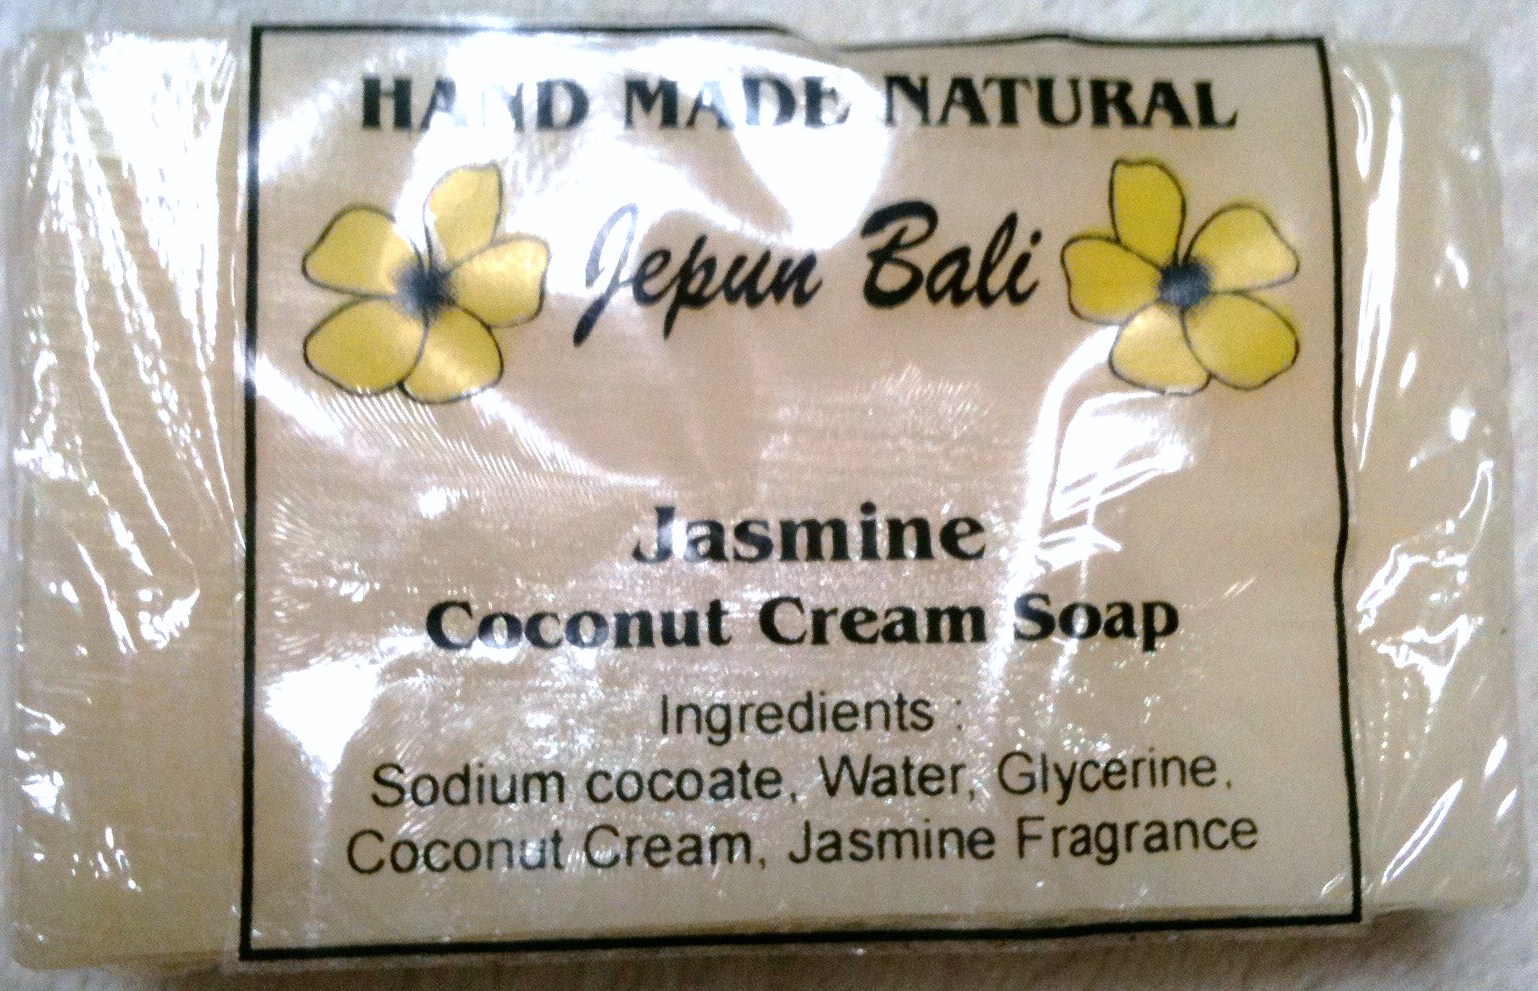 HAND MADE NATURAL
Jepun Bali
Jasmine
Coconut Cream Soap
Ingredients :
Sodium cocoate, Water, Glycerine,
Coconut Cream, Jasmine Fragrance